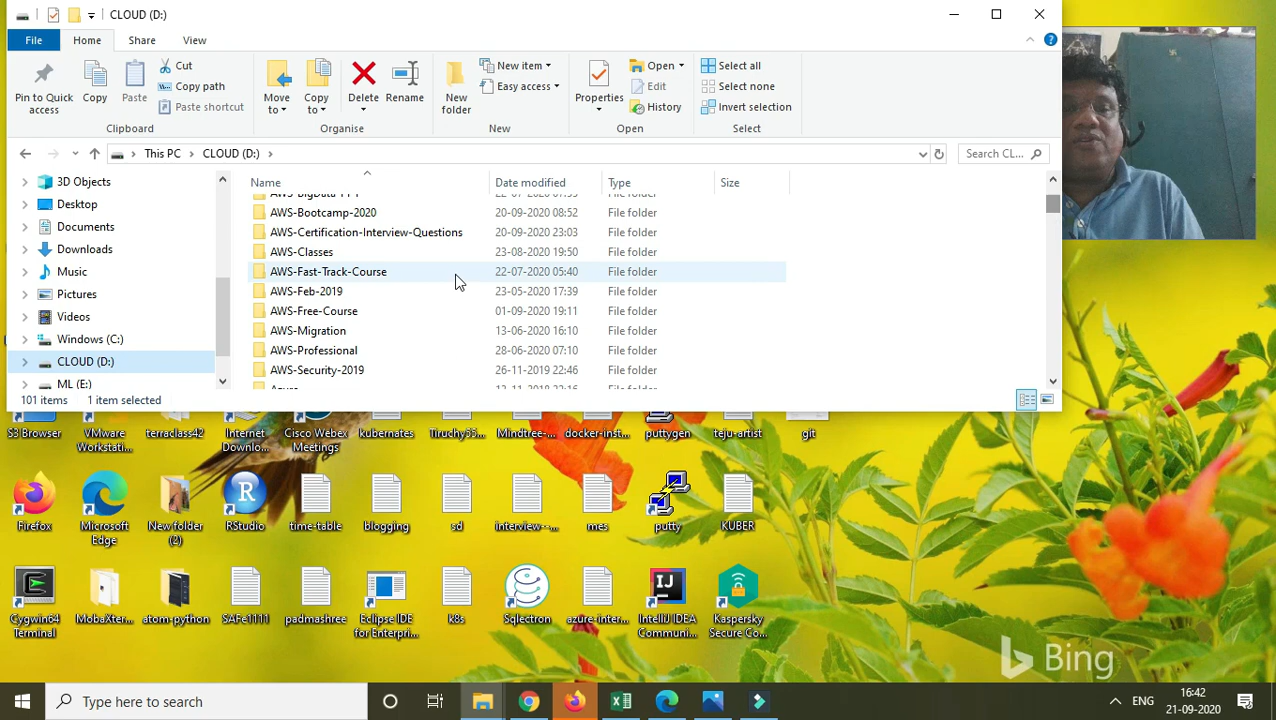 CLOUD (D:)
File Home Share View
Pin to Quick access
Copy
Paste
Cut
Copy path
Paste shortcut
Clipboard
Move to
Copy to
Delete
Rename
Organise
New folder
New item
Easy access
New
Properties
Open
Edit
History
Open
Select all
Select none
Invert selection
Select
This PC > CLOUD (D:) >
Search CL...
3D Objects
Desktop
Documents
Downloads
Music
Pictures
Videos
Windows (C:)
CLOUD (D:)
ML (E:)
Name Date modified Type Size
AWS-Bootcamp-2020 20-09-2020 08:52 File folder
AWS-Certification-Interview-Questions 20-09-2020 23:03 File folder
AWS-Classes 23-08-2020 19:50 File folder
AWS-Fast-Track-Course 22-07-2020 05:40 File folder
AWS-Feb-2019 23-05-2020 17:39 File folder
AWS-Free-Course 01-09-2020 19:11 File folder
AWS-Migration 13-06-2020 16:10 File folder
AWS-Professional 28-06-2020 07:10 File folder
AWS-Security-2019 26-11-2019 22:46 File folder
101 items 1 item selected
S3 Browser
VMware Workstati...
terraclass42
Internet Downlo...
Cisco Webex Meetings
kubernetes
Tiruchy55...
Mindtree-...
docker-inst...
puttygen
teju-artist
git
Firefox
Microsoft Edge
New folder (2)
RStudio
time-table
blogging
sd
interview--...
mes
putty
KUBER
Cygwin64 Terminal
MobaXter...
atom-python
SAFe1111
padmashree
Eclipse IDE for Enterpri...
k8s
Sqlectron
azure-inter...
IntelliJ IDEA Communi...
Kaspersky Secure Co...
Bing
Type here to search
ENG
16:42
21-09-2020